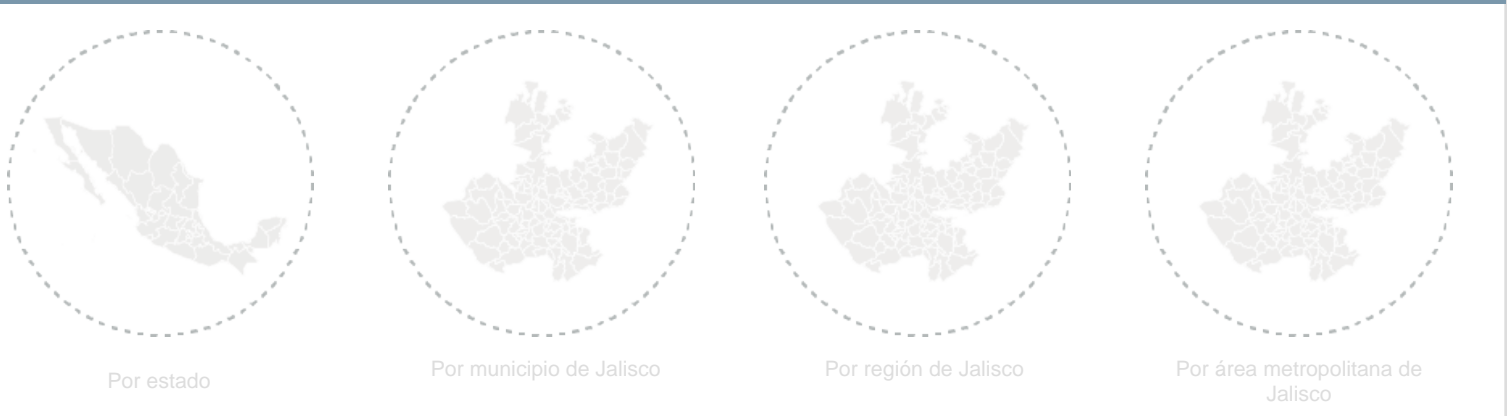 Por estado
Por municipio de Jalisco
Por región de Jalisco
Por área metropolitana de
Jalisco